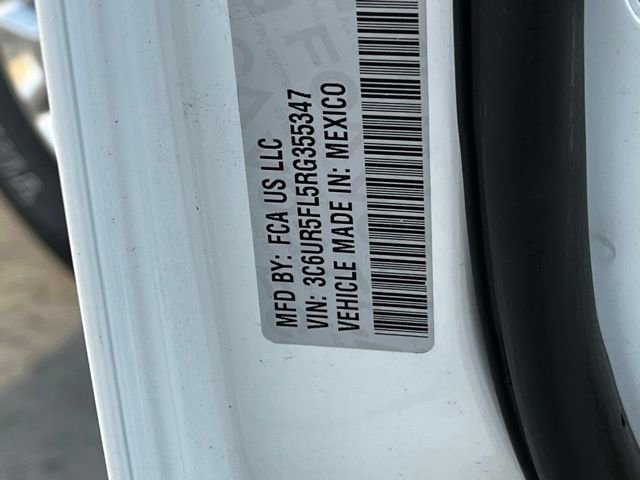 MFD BY: FCA US LLC
VIN: 3C6UR5FL5RG355347
VEHICLE MADE IN: MEXICO